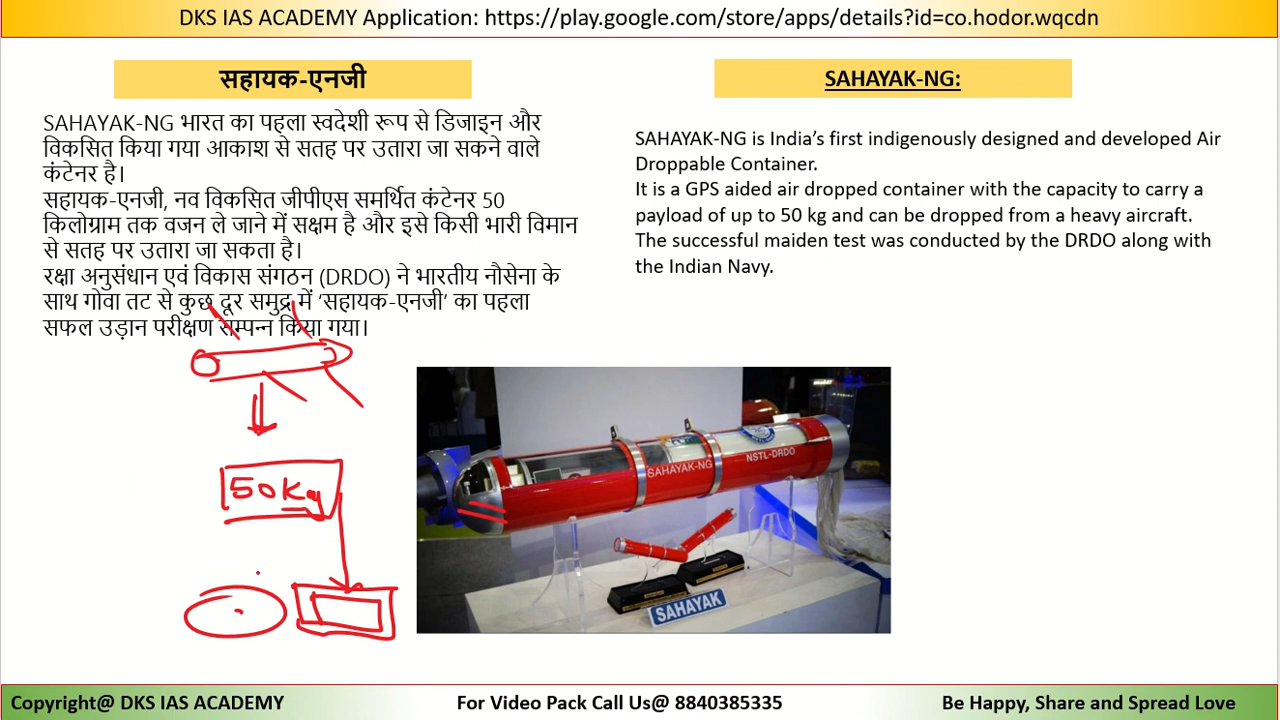 DKS IAS ACADEMY Application: https://play.google.com/store/apps/details?id=co.hodor.wqcdn
सहायक-एनजी
SAHAYAK-NG भारत का पहला स्वदेशी रूप से डिजाइन और
विकसित किया गया आकाश से सतह पर उतारा जा सकने वाले
कंटेनर है।
सहायक-एनजी, नव विकसित जीपीएस समर्थित कंटेनर 50
किलोग्राम तक वजन ले जाने में सक्षम है और इसे किसी भारी विमान
से सतह पर उतारा जा सकता है।
रक्षा अनुसंधान एवं विकास संगठन (DRDO) ने भारतीय नौसेना के
साथ गोवा तट से कुछ दूर समुद्र में ‘सहायक-एनजी’ का पहला
सफल उड़ान परीक्षण सम्पन्न किया गया।
50Kg
SAHAYAK-NG:
SAHAYAK-NG is India’s first indigenously designed and developed Air
Droppable Container.
It is a GPS aided air dropped container with the capacity to carry a
payload of up to 50 kg and can be dropped from a heavy aircraft.
The successful maiden test was conducted by the DRDO along with
the Indian Navy.
SAHAYAK-NG
NSTL-DRDO
SAHAYAK
Copyright@ DKS IAS ACADEMY
For Video Pack Call Us@ 8840385335
Be Happy, Share and Spread Love